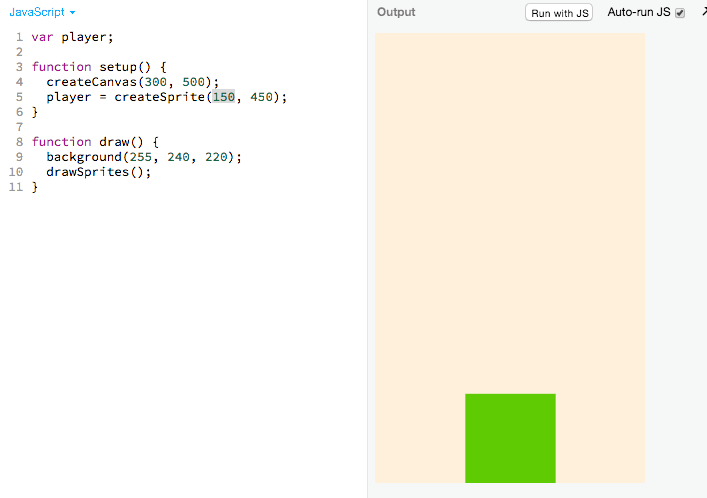 JavaScript
Output
Run with JS
Auto-run JS
1 var player;
2
3 function setup() {
4   createCanvas(300, 500);
5   player = createSprite(150, 450);
6 }
7
8 function draw() {
9   background(255, 240, 220);
10   drawSprites();
11 }